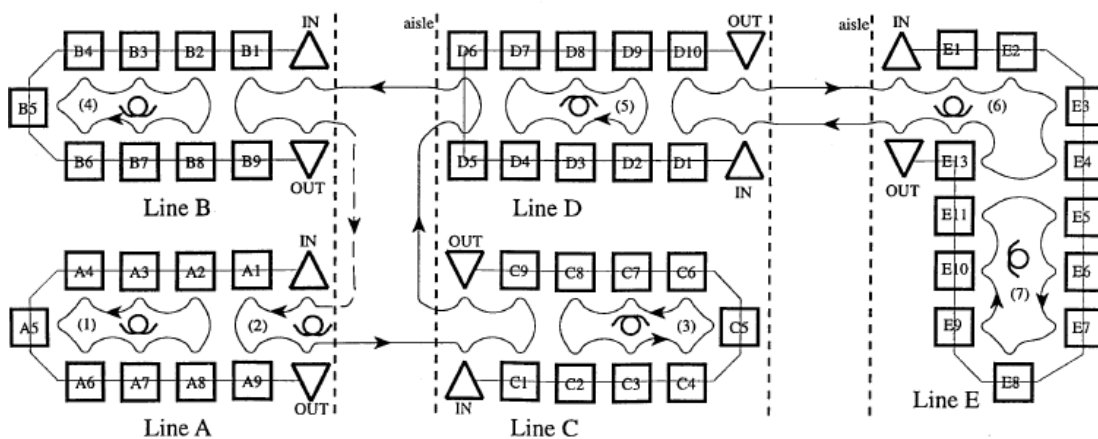 IN aisle OUT aisle IN
B4 B3 B2 B1 D6 D7 D8 D9 D10 E1 E2
B5 (4) (5) (6) E3
B6 B7 B8 B9 D5 D4 D3 D2 D1 E13 E4
OUT IN OUT
Line B Line D
E11 E5
IN OUT
A4 A3 A2 A1 C9 C8 C7 C6 E10 E6
(7)
A5 (1) (2) (3) C5 E9 E7
A6 A7 A8 A9 C1 C2 C3 C4 E8
OUT IN Line E
Line A Line C